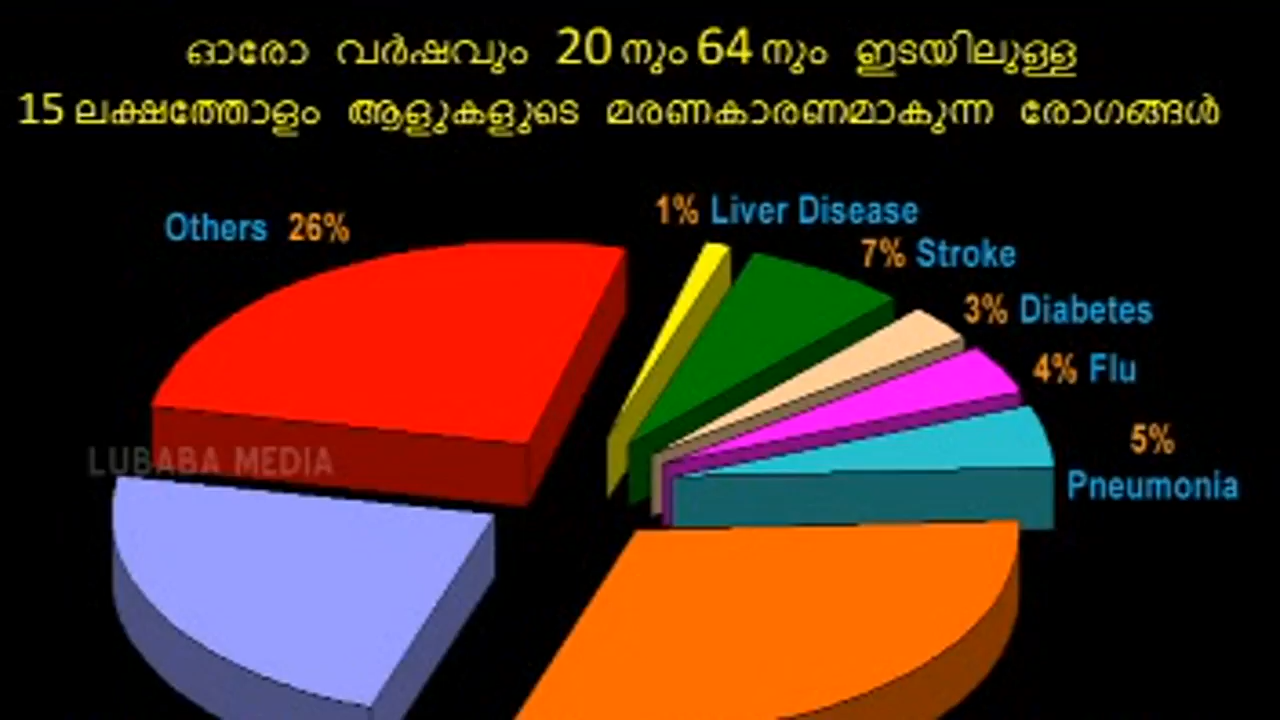 ഓരോ വർഷവും 20 നും 64 നും ഇടയിലുള്ള
15 ലക്ഷത്തോളം ആളുകളുടെ മരണകാരണമാകുന്ന രോഗങ്ങൾ
1% Liver Disease
Others 26%
7% Stroke
3% Diabetes
4% Flu
5%
Pneumonia
LUBABA MEDIA